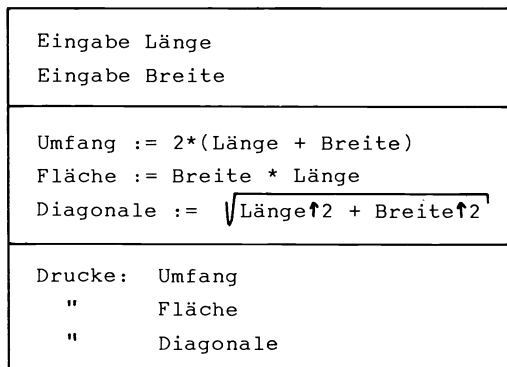 Eingabe Länge
Eingabe Breite
Umfang := 2*(Länge + Breite)
Fläche := Breite * Länge
Diagonale := √Länge↑2 + Breite↑2
Drucke: Umfang
" Fläche
" Diagonale